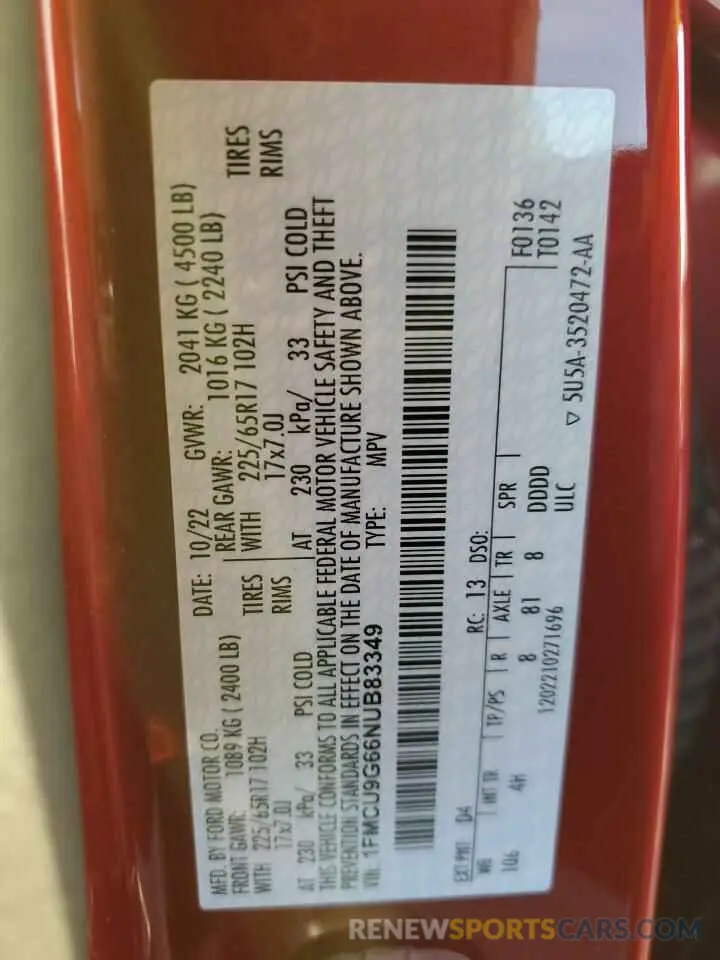 MFD. BY FORD MOTOR CO.
DATE: 10/22 GVWR: 2041 KG ( 4500 LB)
FRONT GAWR: 1089 KG ( 2400 LB) REAR GAWR: 1016 KG ( 2240 LB)
WITH 225/65R17 102H TIRES WITH 225/65R17 102H TIRES
17x7.0J RIMS 17x7.0J RIMS
AT 230 kPa/ 33 PSI COLD AT 230 kPa/ 33 PSI COLD
THIS VEHICLE CONFORMS TO ALL APPLICABLE FEDERAL MOTOR VEHICLE SAFETY AND THEFT
PREVENTION STANDARDS IN EFFECT ON THE DATE OF MANUFACTURE SHOWN ABOVE.
VIN: 1FMCU9G66NUB83349 TYPE: MPV
EXT PNT: D4 RC: 13 DSO:
WB INT TR TP/PS R AXLE TR SPR F0136
106 4H 8 81 8 DDDD T0142
1202210271696 ULC
▽ 5U5A-3520472-AA
RENEWSPORTSCARS.COM